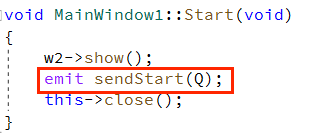 void MainWindow1::Start(void)
{
w2->show();
emit sendStart(Q);
this->close();
}